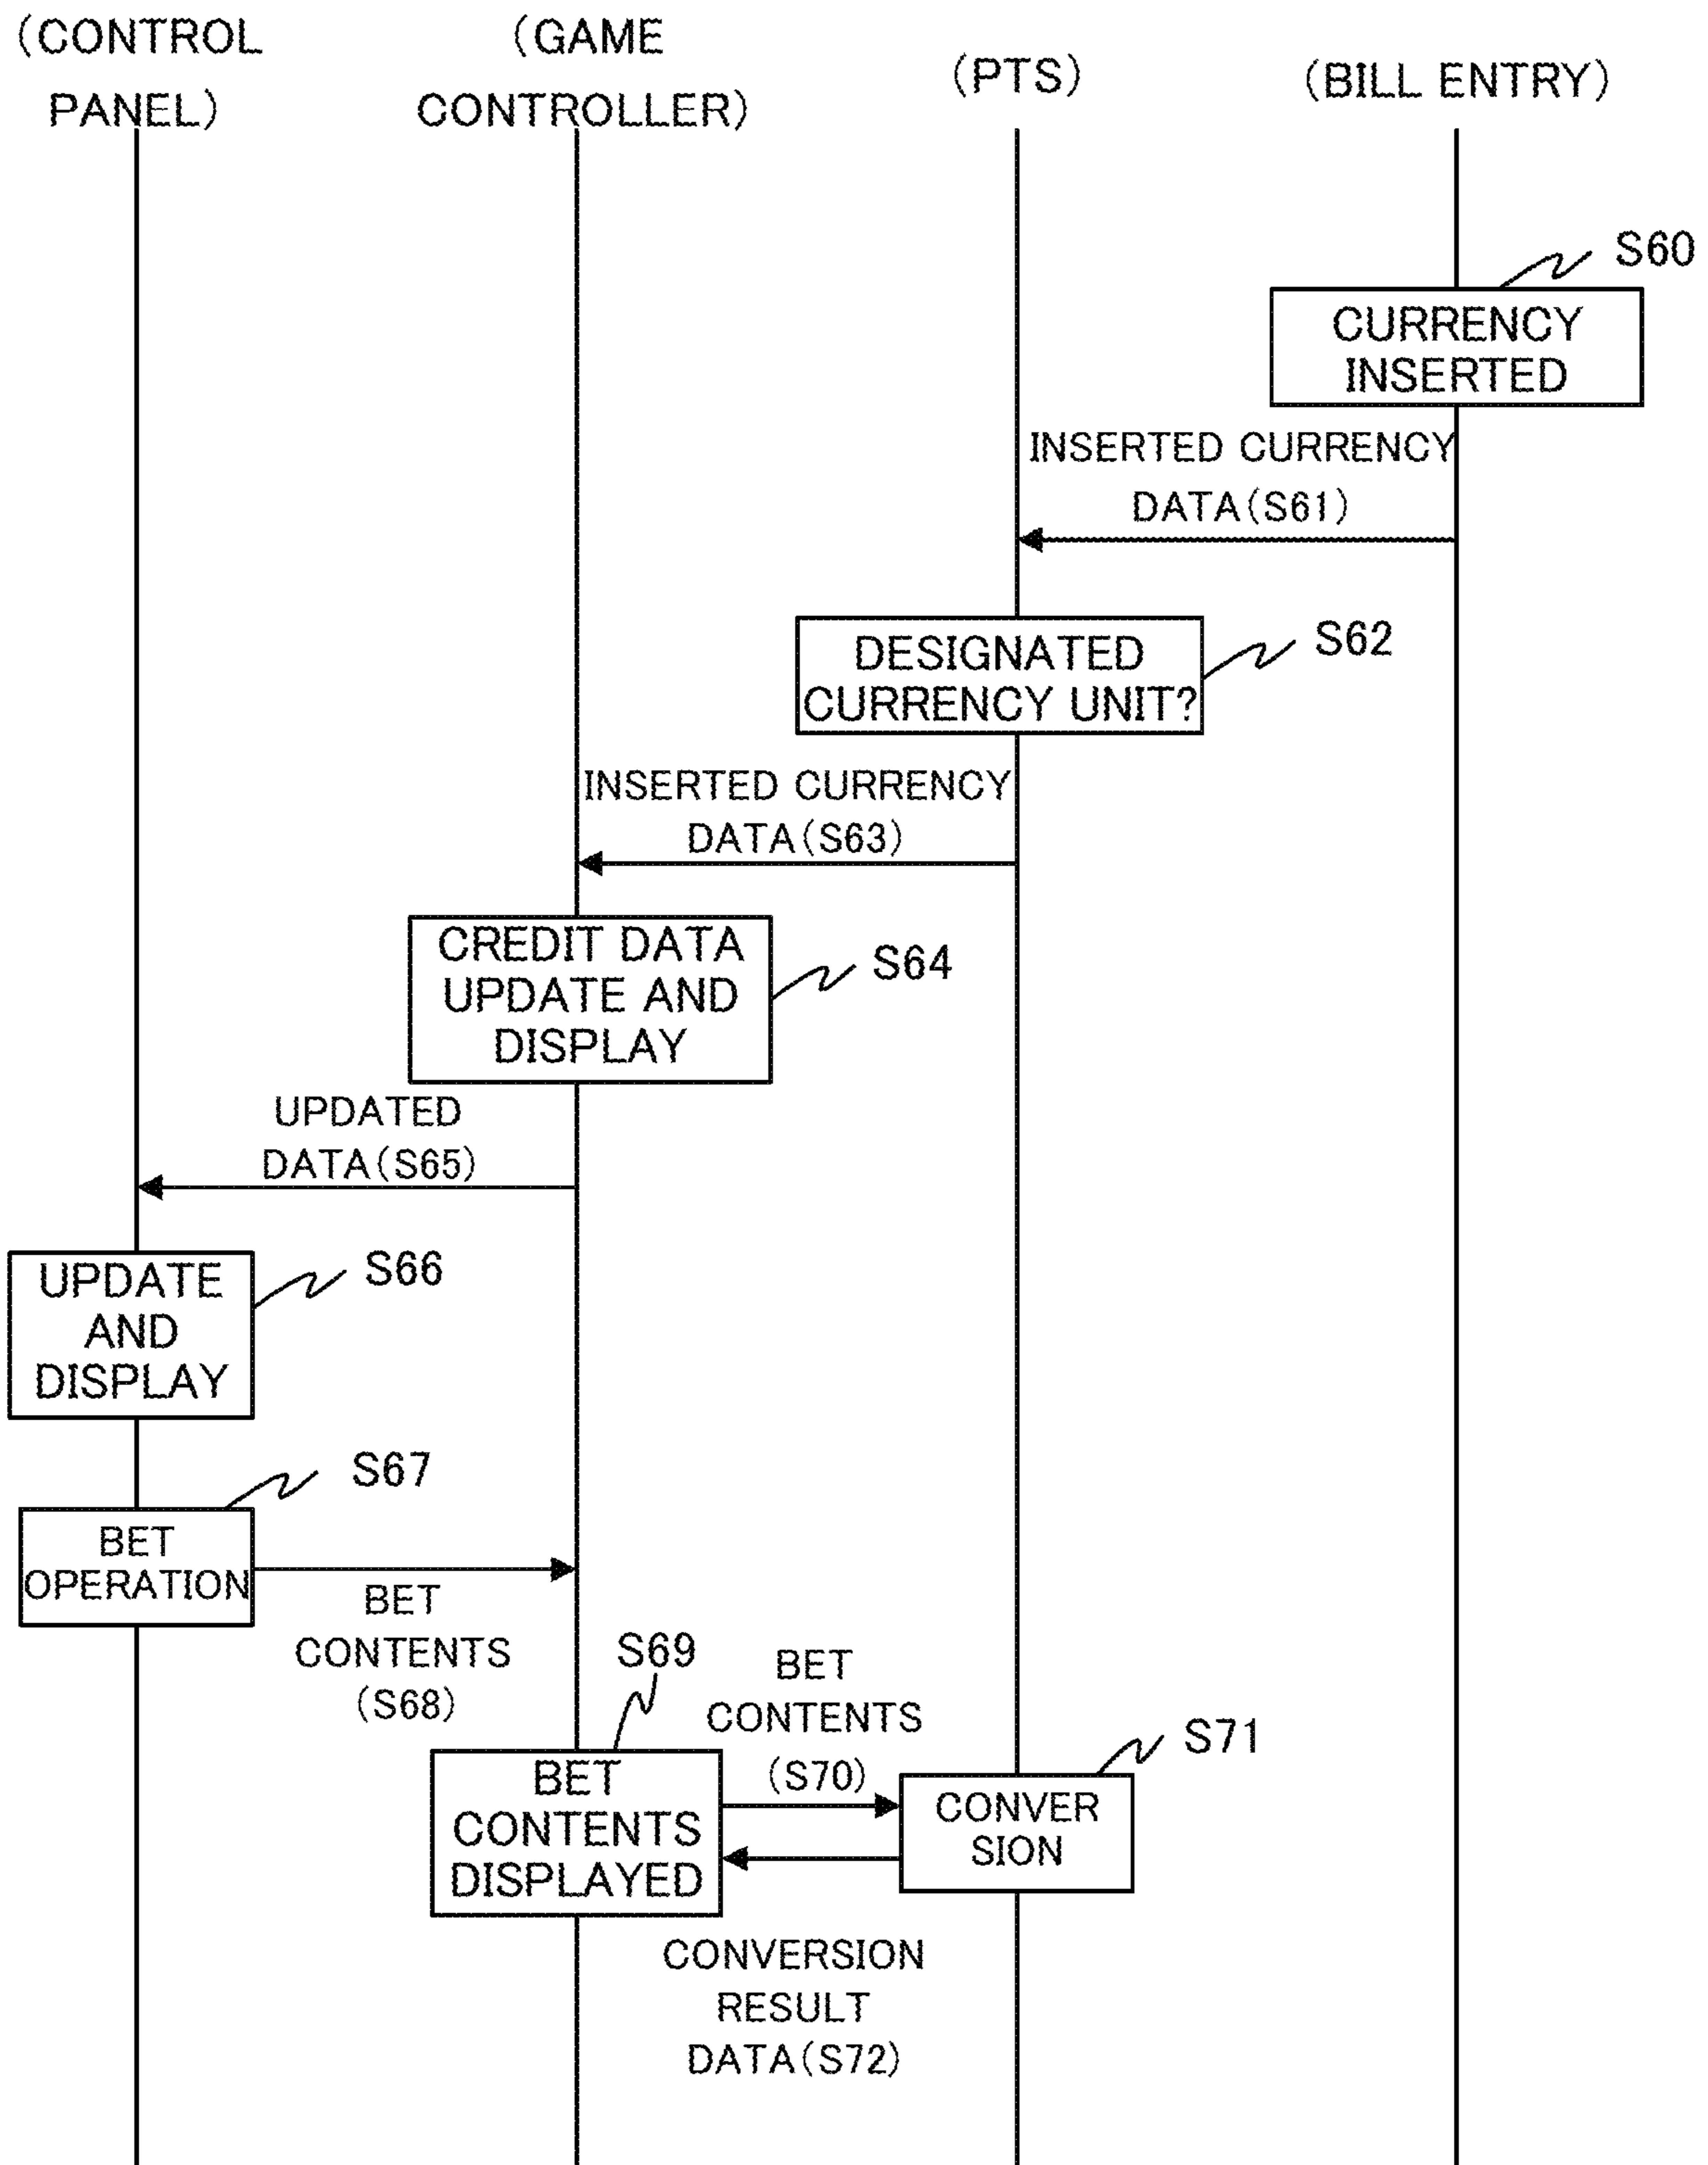 (CONTROL
PANEL)
(GAME
CONTROLLER)
(PTS)
(BILL ENTRY)
S60
CURRENCY
INSERTED
INSERTED CURRENCY
DATA(S61)
DESIGNATED
CURRENCY UNIT?
S62
INSERTED CURRENCY
DATA(S63)
CREDIT DATA
UPDATE AND
DISPLAY
S64
UPDATED
DATA(S65)
UPDATE
AND
DISPLAY
S66
S67
BET
OPERATION
BET
CONTENTS
(S68)
S69
BET
CONTENTS
(S70)
S71
BET
CONTENTS
DISPLAYED
CONVER
SION
CONVERSION
RESULT
DATA(S72)